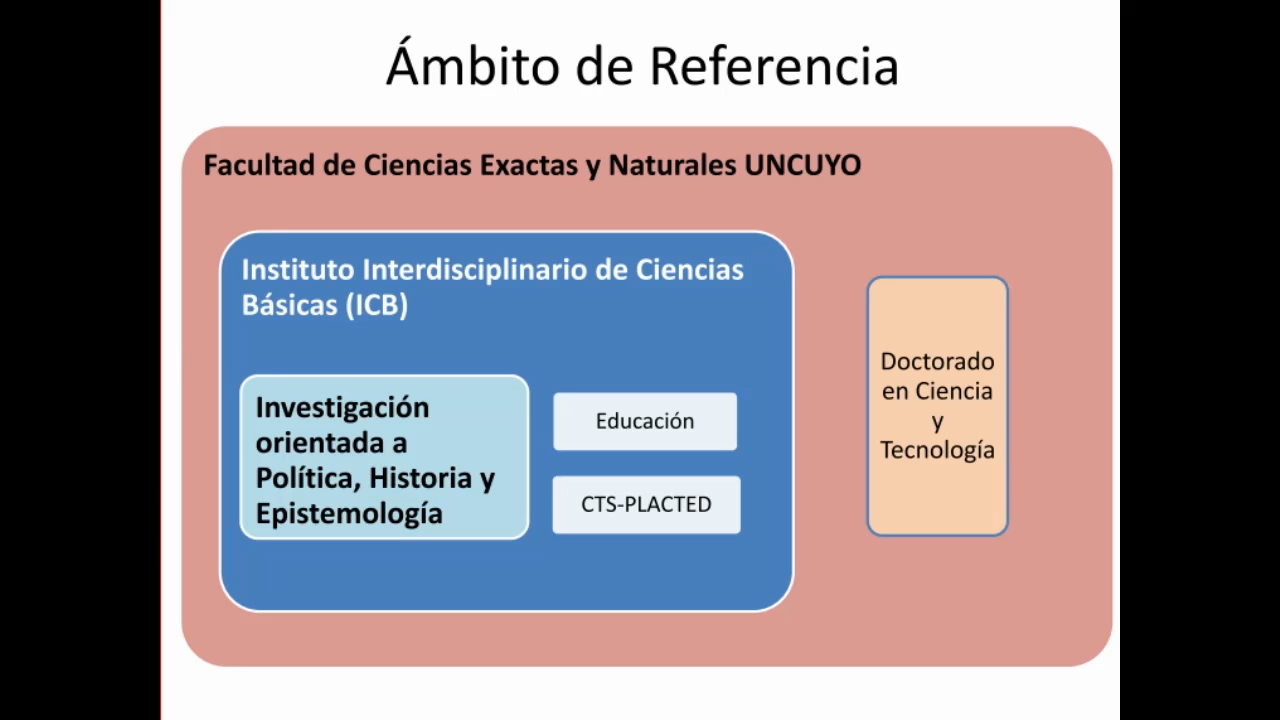 Ámbito de Referencia
Facultad de Ciencias Exactas y Naturales UNCUYO
Instituto Interdisciplinario de Ciencias
Básicas (ICB)
Investigación
orientada a
Política, Historia y
Epistemología
Educación
CTS-PLACTED
Doctorado
en Ciencia
y
Tecnología